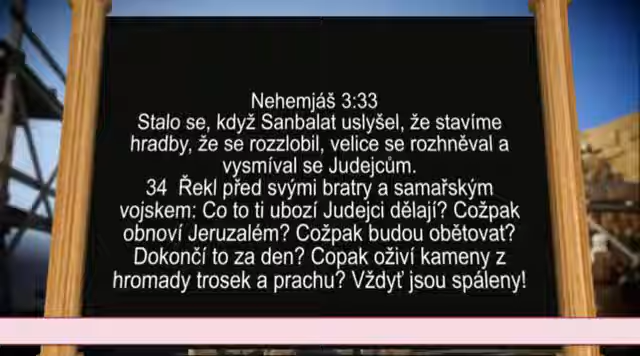 Nehemjáš 3:33
Stalo se, když Sanbalat uslyšel, že stavíme
hradby, že se rozzlobil, velice se rozhněval a
vysmíval se Judejcům.
34 Řekl před svými bratry a samařským
vojskem: Co to ti ubozí Judejci dělají? Cožpak
obnoví Jeruzalém? Cožpak budou obětovat?
Dokončí to za den? Copak oživí kameny z
hromady trosek a prachu? Vždyť jsou spáleny!